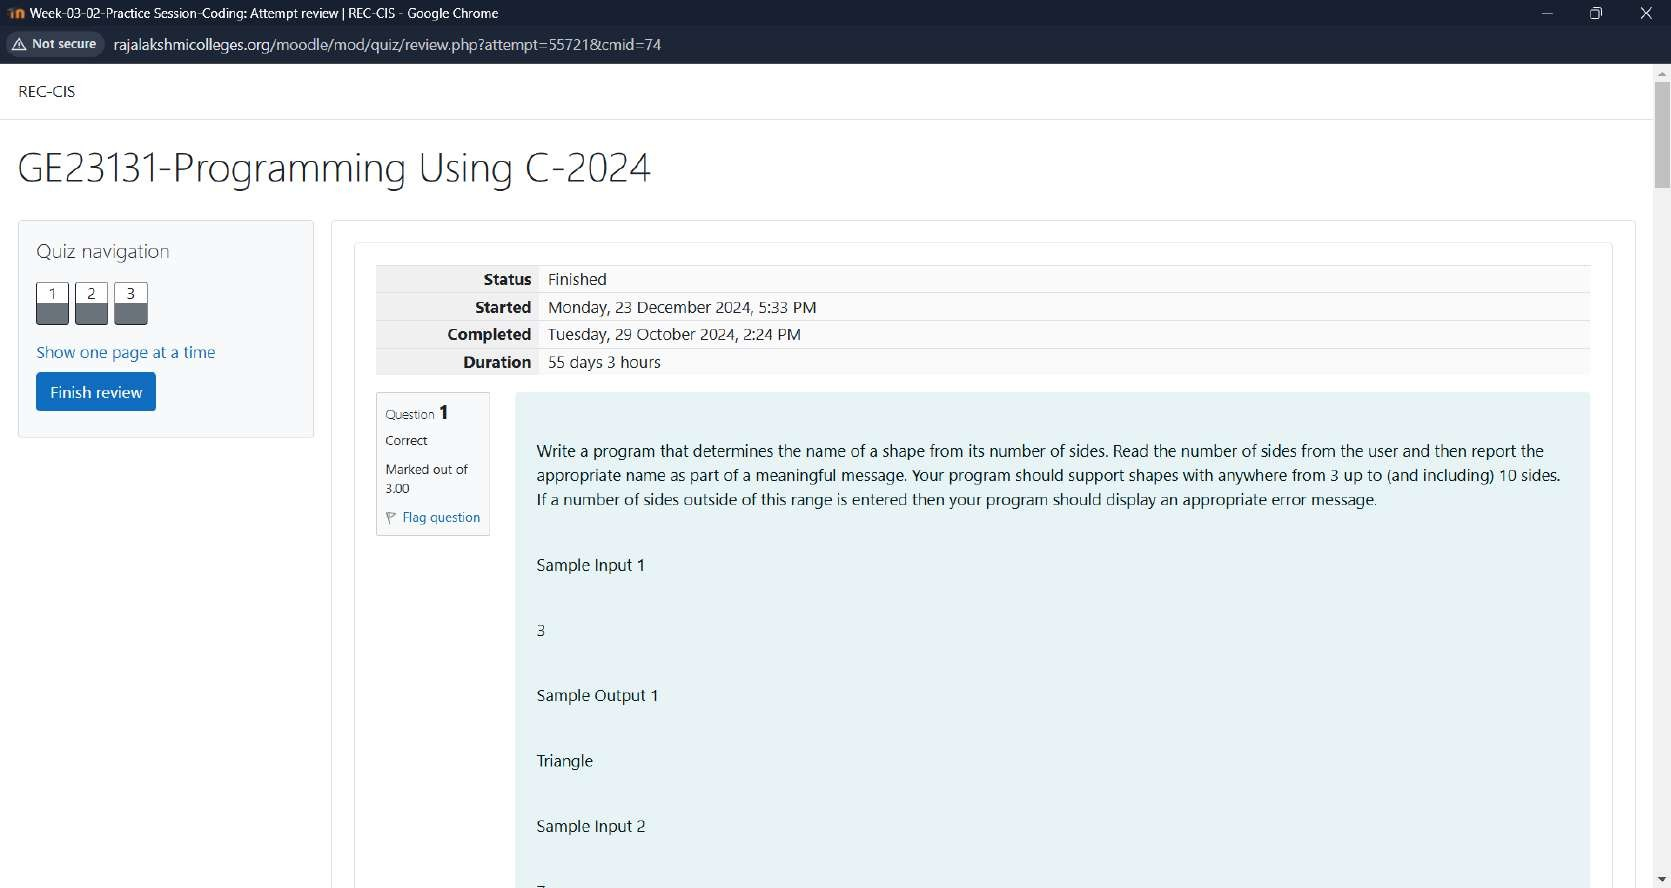 Week-03-02-Practice Session-Coding: Attempt review | REC-CIS - Google Chrome
Not secure rajalakshmicolleges.org/moodle/mod/quiz/review.php?attempt=55721&cmid=74
REC-CIS
GE23131-Programming Using C-2024
Quiz navigation
1 2 3
Show one page at a time
Finish review
Status Finished
Started Monday, 23 December 2024, 5:33 PM
Completed Tuesday, 29 October 2024, 2:24 PM
Duration 55 days 3 hours
Question 1
Correct
Marked out of
3.00
Flag question
Write a program that determines the name of a shape from its number of sides. Read the number of sides from the user and then report the
appropriate name as part of a meaningful message. Your program should support shapes with anywhere from 3 up to (and including) 10 sides.
If a number of sides outside of this range is entered then your program should display an appropriate error message.
Sample Input 1
3
Sample Output 1
Triangle
Sample Input 2